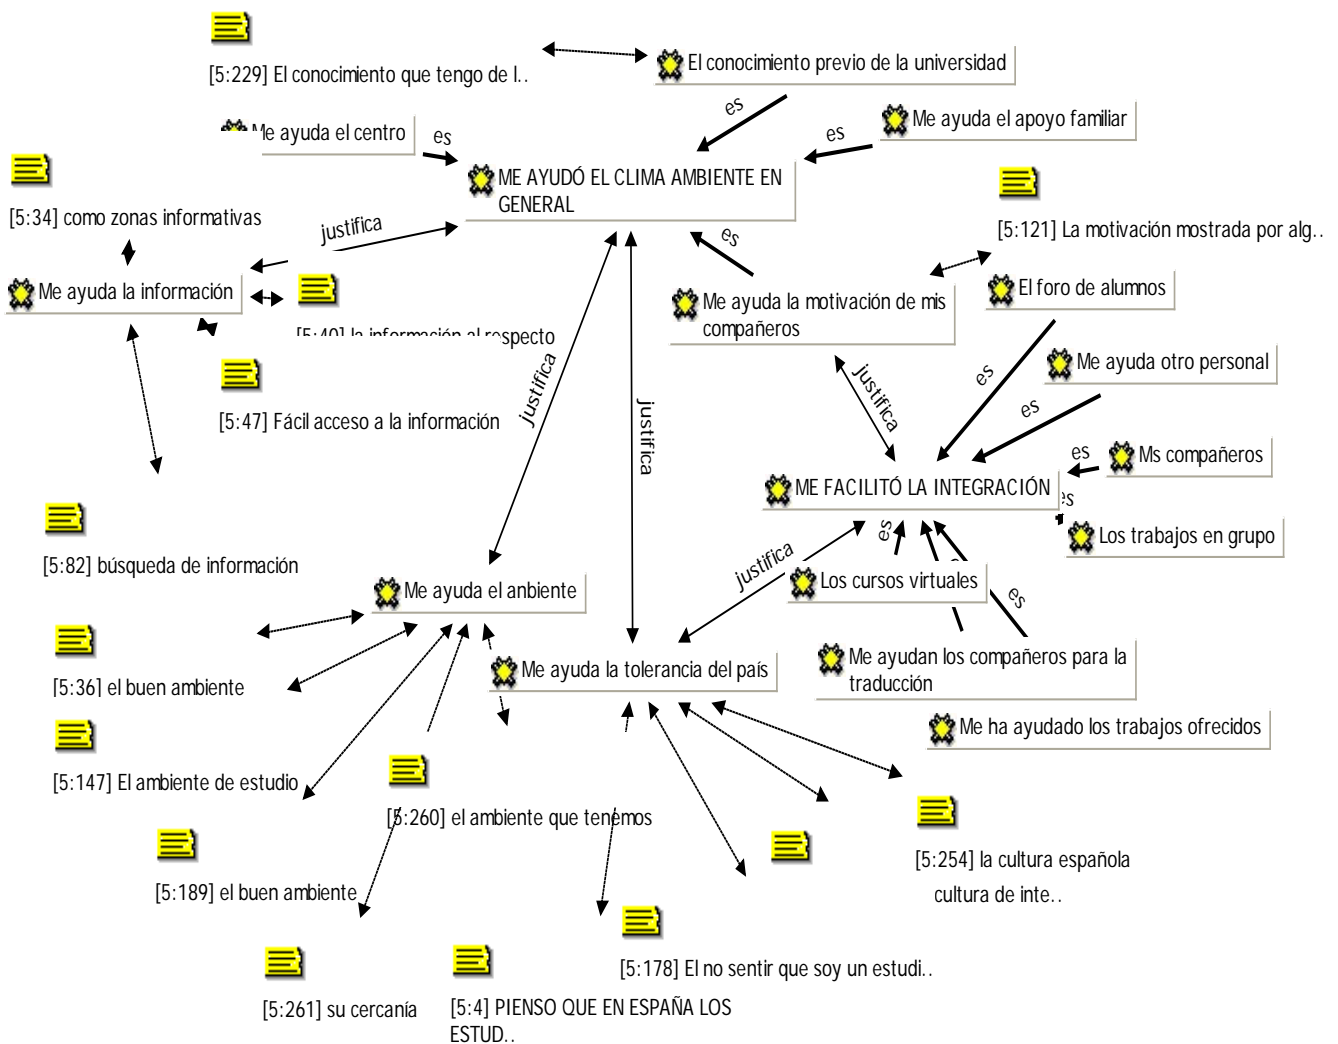 [5:229] El conocimiento que tengo de l..
El conocimiento previo de la universidad
es
Me ayuda el apoyo familiar
es
Me ayuda el centro
es
ME AYUDÓ EL CLIMA AMBIENTE EN
GENERAL
[5:34] como zonas informativas
justifica
es
[5:121] La motivación mostrada por alg..
Me ayuda la información
Me ayuda la motivación de mis
compañeros
El foro de alumnos
[5:40] la información al respecto
justifica
justifica
justifica
es
Me ayuda otro personal
es
[5:47] Fácil acceso a la información
es
Ms compañeros
ME FACILITÓ LA INTEGRACIÓN
es
Los trabajos en grupo
es
justifica
[5:82] búsqueda de información
Me ayuda el anbiente
Los cursos virtuales
es
[5:36] el buen ambiente
Me ayuda la tolerancia del país
Me ayudan los compañeros para la
traducción
Me ha ayudado los trabajos ofrecidos
[5:147] El ambiente de estudio
[5:260] el ambiente que tenemos
[5:254] la cultura española
cultura de inte..
[5:189] el buen ambiente
[5:178] El no sentir que soy un estudi..
[5:261] su cercanía
[5:4] PIENSO QUE EN ESPAÑA LOS
ESTUD..